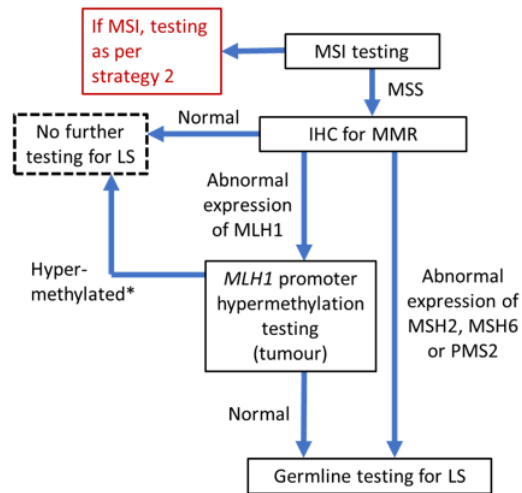 If MSI, testing
as per
strategy 2
MSI testing
MSS
Normal
No further
testing for LS
IHC for MMR
Abnormal
expression
of MLH1
Hyper-
methylated*
MLH1 promoter
hypermethylation
testing
(tumour)
Abnormal
expression of
MSH2, MSH6
or PMS2
Normal
Germline testing for LS